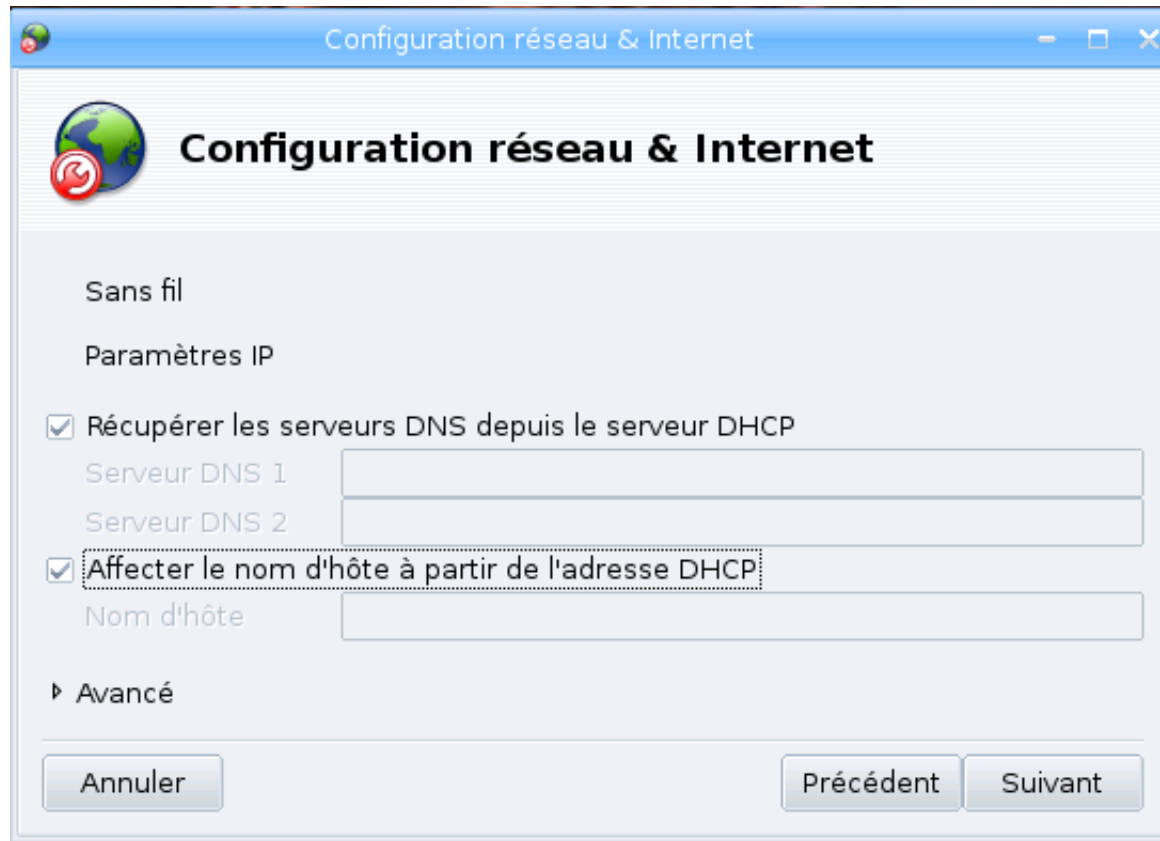 Configuration réseau & Internet
Configuration réseau & Internet
Sans fil
Paramètres IP
Récupérer les serveurs DNS depuis le serveur DHCP
Serveur DNS 1
Serveur DNS 2
Affecter le nom d'hôte à partir de l'adresse DHCP
Nom d'hôte
Avancé
Annuler Précédent Suivant